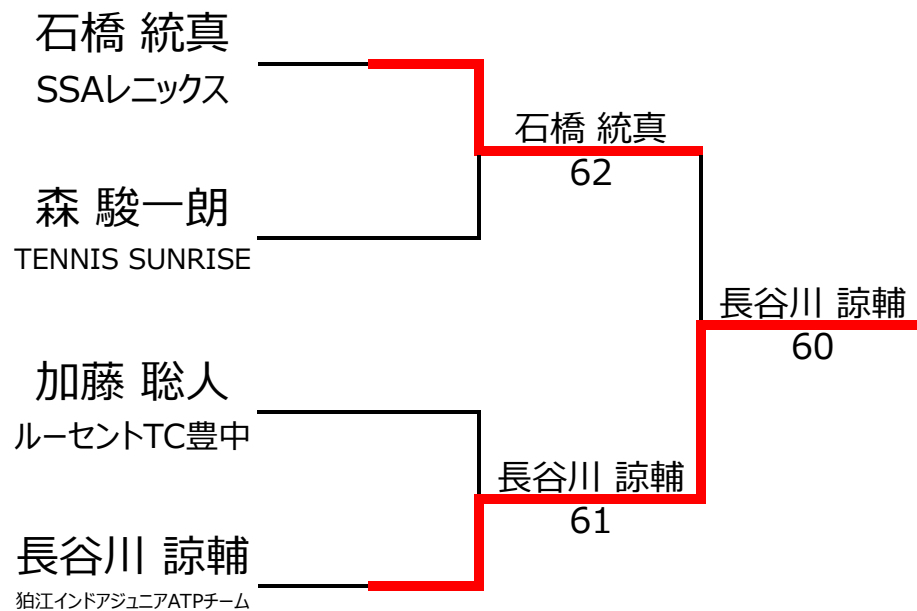 石橋 統真
SSAレニックス
石橋 統真
62
森 駿一朗
TENNIS SUNRISE
長谷川 諒輔
60
加藤 聡人
ルーセントTC豊中
長谷川 諒輔
61
長谷川 諒輔
狛江インドアジュニアATPチーム